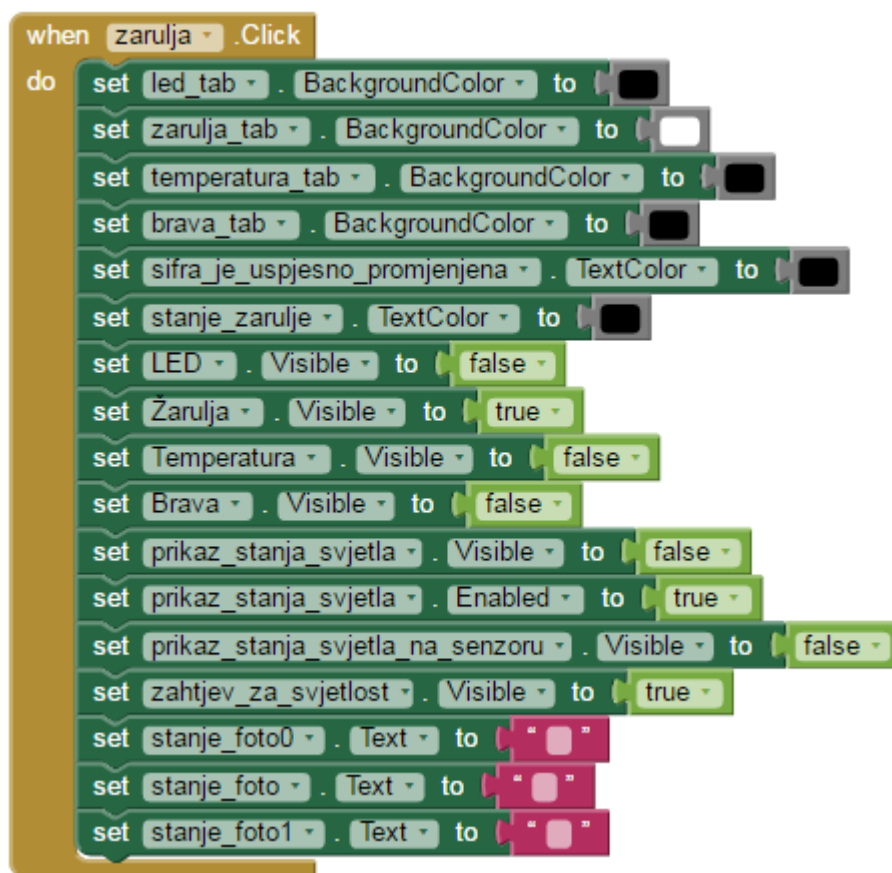 when zarulja .Click
do set led_tab . BackgroundColor to
set zarulja_tab . BackgroundColor to
set temperatura_tab . BackgroundColor to
set brava_tab . BackgroundColor to
set sifra_je_uspjesno_promjenjena . TextColor to
set stanje_zarulje . TextColor to
set LED . Visible to false
set Žarulja . Visible to true
set Temperatura . Visible to false
set Brava . Visible to false
set prikaz_stanja_svjetla . Visible to false
set prikaz_stanja_svjetla . Enabled to true
set prikaz_stanja_svjetla_na_senzoru . Visible to false
set zahtjev_za_svjetlost . Visible to true
set stanje_foto0 . Text to “ ”
set stanje_foto . Text to “ ”
set stanje_foto1 . Text to “ ”